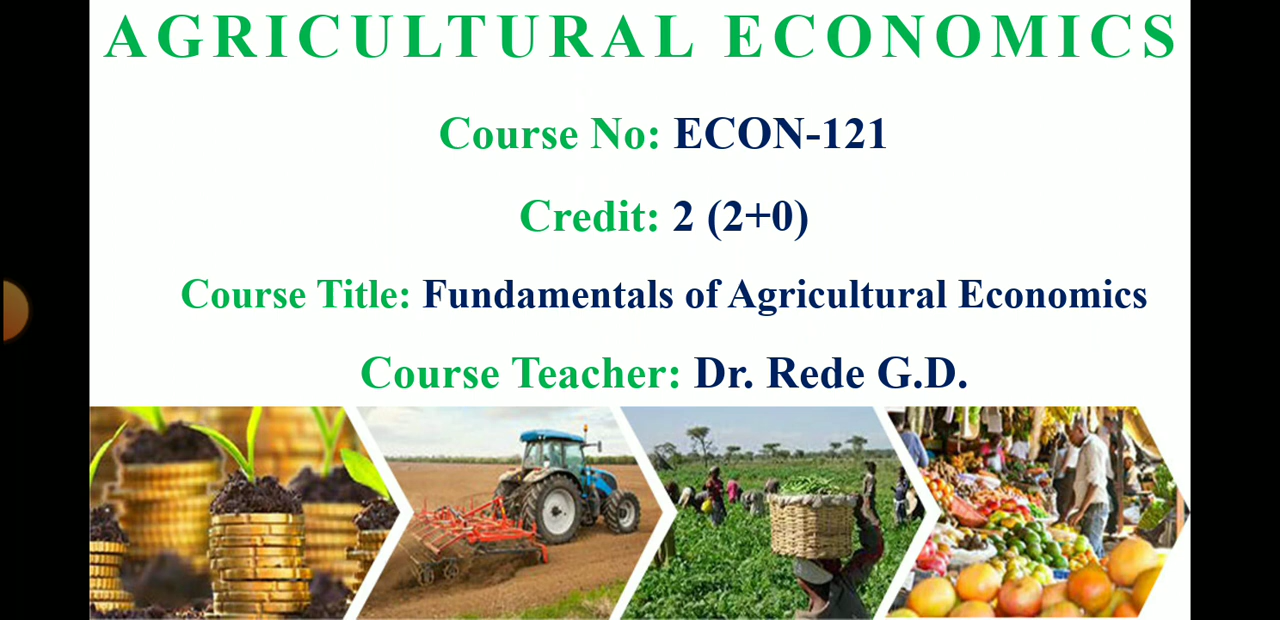 AGRICULTURAL ECONOMICS
Course No: ECON-121
Credit: 2 (2+0)
Course Title: Fundamentals of Agricultural Economics
Course Teacher: Dr. Rede G.D.